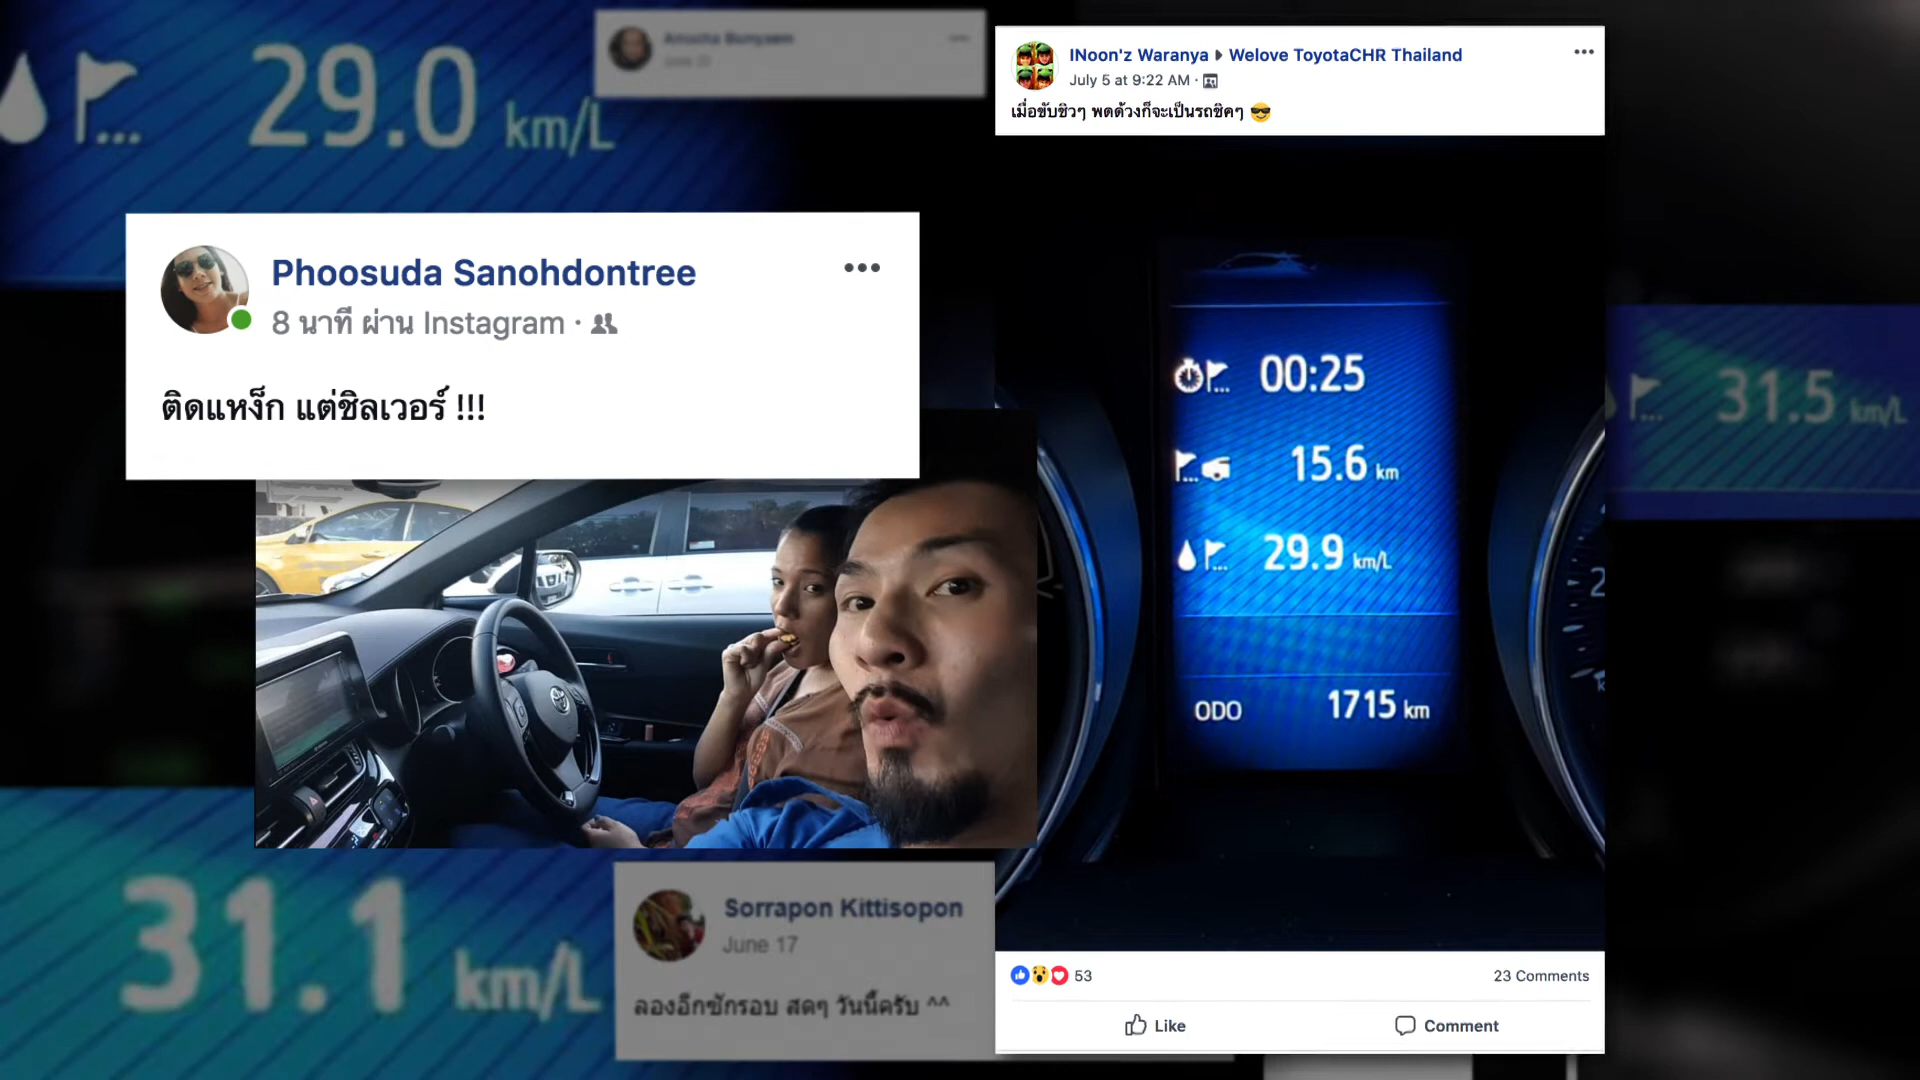 29.0 km/L
June 22
INoon'z Waranya Welove ToyotaCHR Thailand
July 5 at 9:22 AM
เมื่อขับชิวๆ พตด้วงก็จะเป็นรถชิคๆ
Phoosuda Sanohdontree
8 นาที ผ่าน Instagram
ติดแหง็ก แต่ชิลเวอร์ !!!
00:25
15.6 km
29.9 km/L
ODO 1715 km
31.5 km/L
31.1 km/L
Sorrapon Kittisopon
June 17
ลองอีกซักรอบ สดๆ วันนี้ครับ ^^
53
23 Comments
Like
Comment